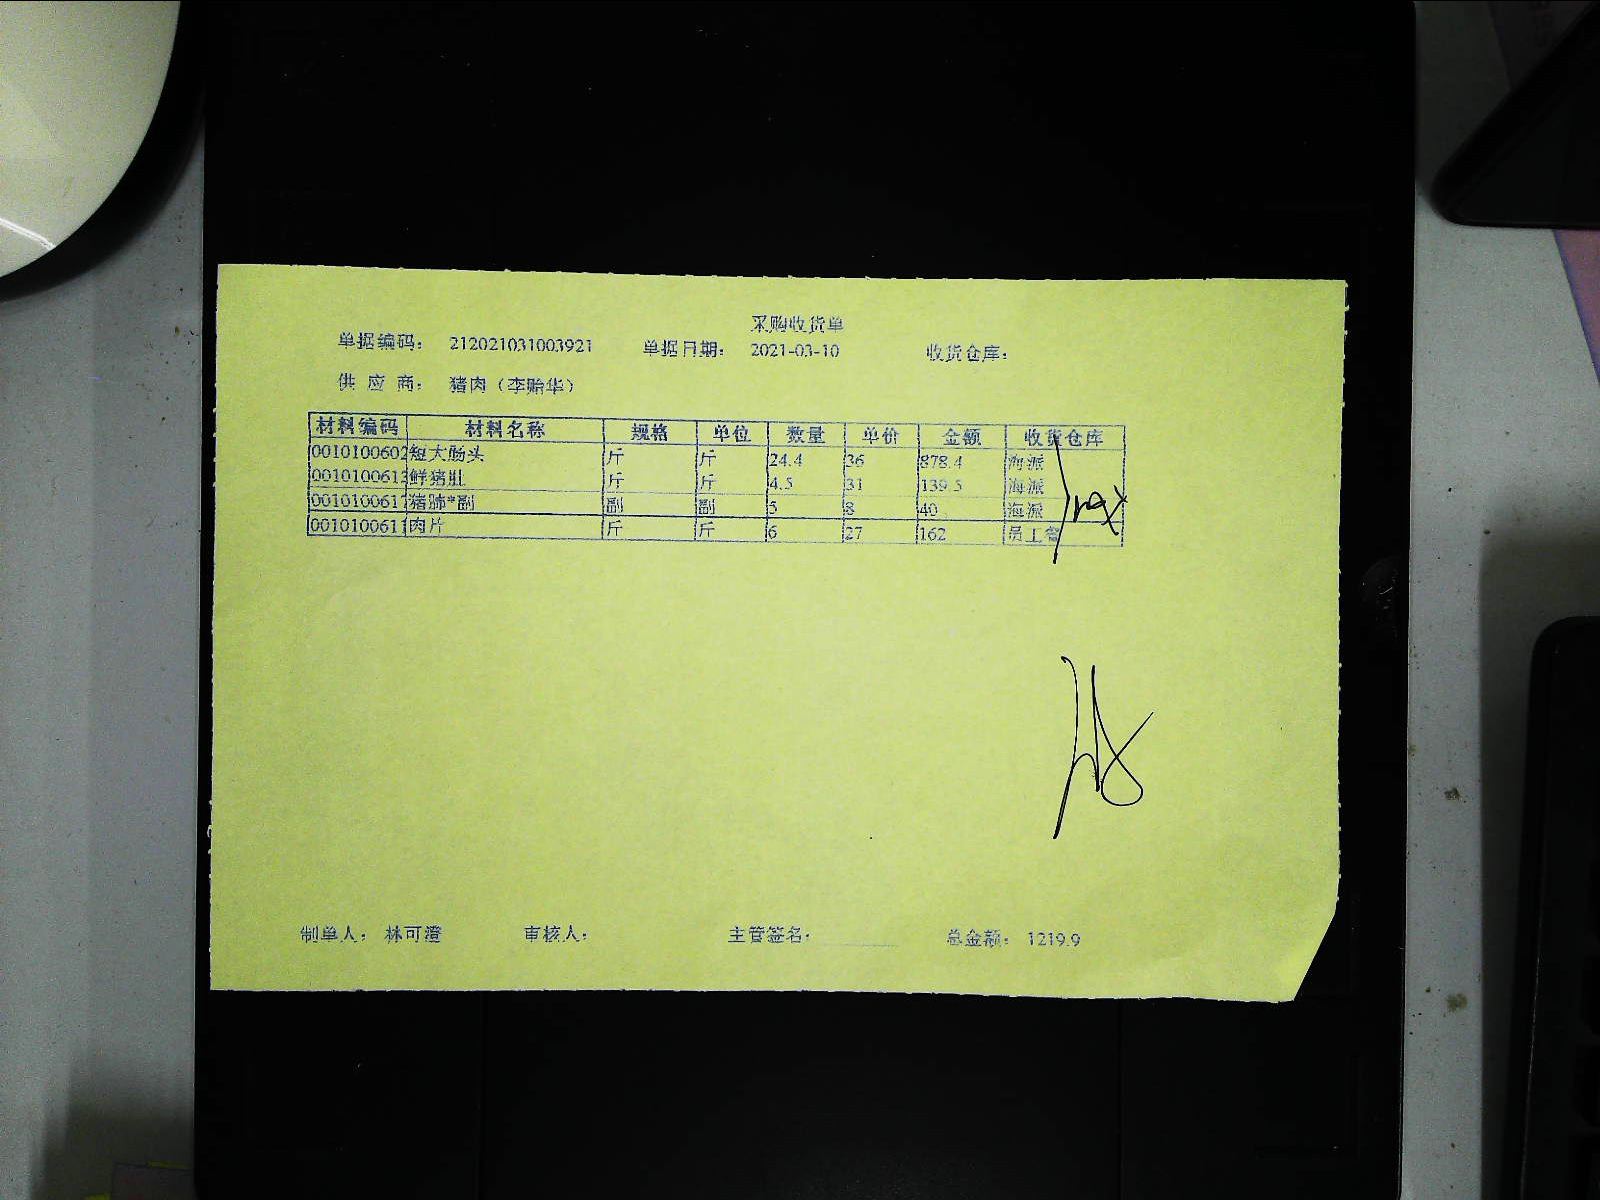 采购收货单
单据编码： 212021031003921 单据日期： 2021-03-10 收货仓库：
供 应 商： 猪肉（李贻华）
材料编码 材料名称 规格 单位 数量 单价 金额 收货仓库
0010100602 短大肠头 斤 斤 24.4 36 878.4 海派
0010100613 鲜猪肚 斤 斤 4.5 31 139.5 海派
0010100617 猪肺*副 副 副 5 8 40 海派
0010100611 肉片 斤 斤 6 27 162 员工餐
制单人： 林可澄 审核人： 主管签名： 总金额： 1219.9